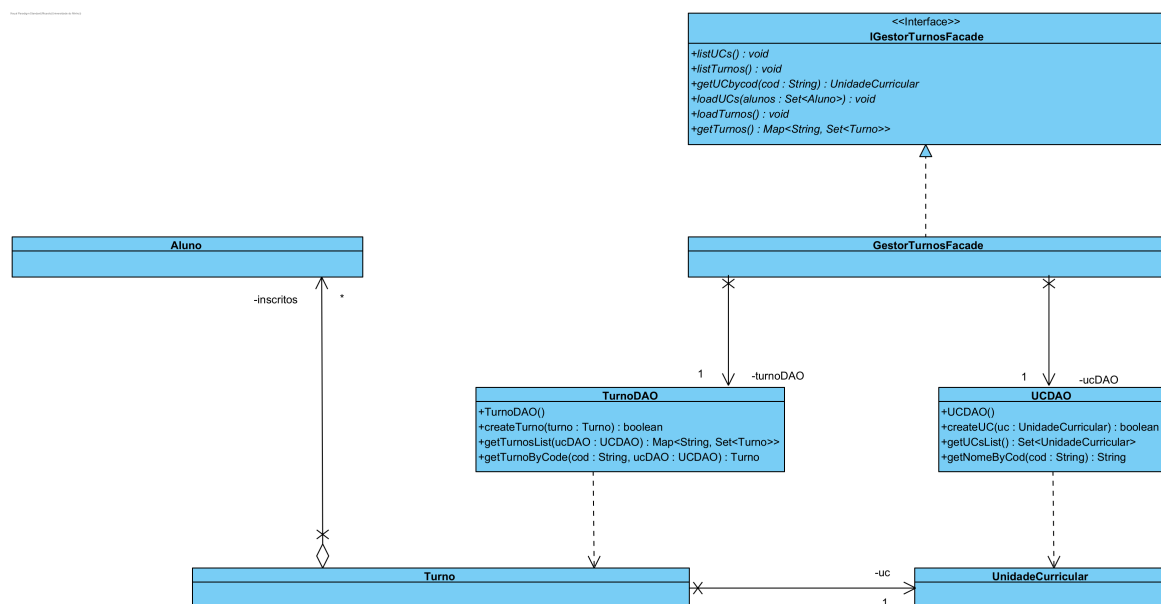 <<Interface>>
IGestorTurnosFacade
+listUCs() : void
+listTurnos() : void
+getUCbycod(cod : String) : UnidadeCurricular
+loadUCs(alunos : Set<Aluno>) : void
+loadTurnos() : void
+getTurnos() : Map<String, Set<Turno>>
Aluno
GestorTurnosFacade
-inscritos
*
1
-turnoDAO
1
-ucDAO
TurnoDAO
+TurnoDAO()
+createTurno(turno : Turno) : boolean
+getTurnosList(ucDAO : UCDAO) : Map<String, Set<Turno>>
+getTurnoByCode(cod : String, ucDAO : UCDAO) : Turno
UCDAO
+UCDAO()
+createUC(uc : UnidadeCurricular) : boolean
+getUCsList() : Set<UnidadeCurricular>
+getNomeByCod(cod : String) : String
Turno
-uc
1
UnidadeCurricular